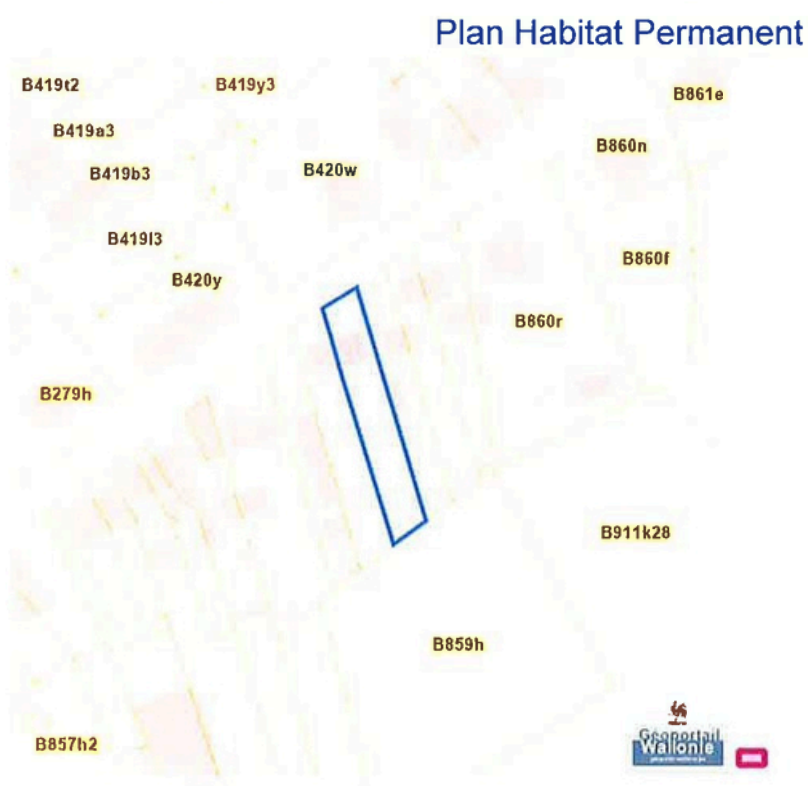 Plan Habitat Permanent
B419t2
B419y3
B861e
B419a3
B860n
B419b3
B420w
B419l3
B860f
B420y
B860r
B279h
B911k28
B859h
B857h2
Geoportail
Wallonie